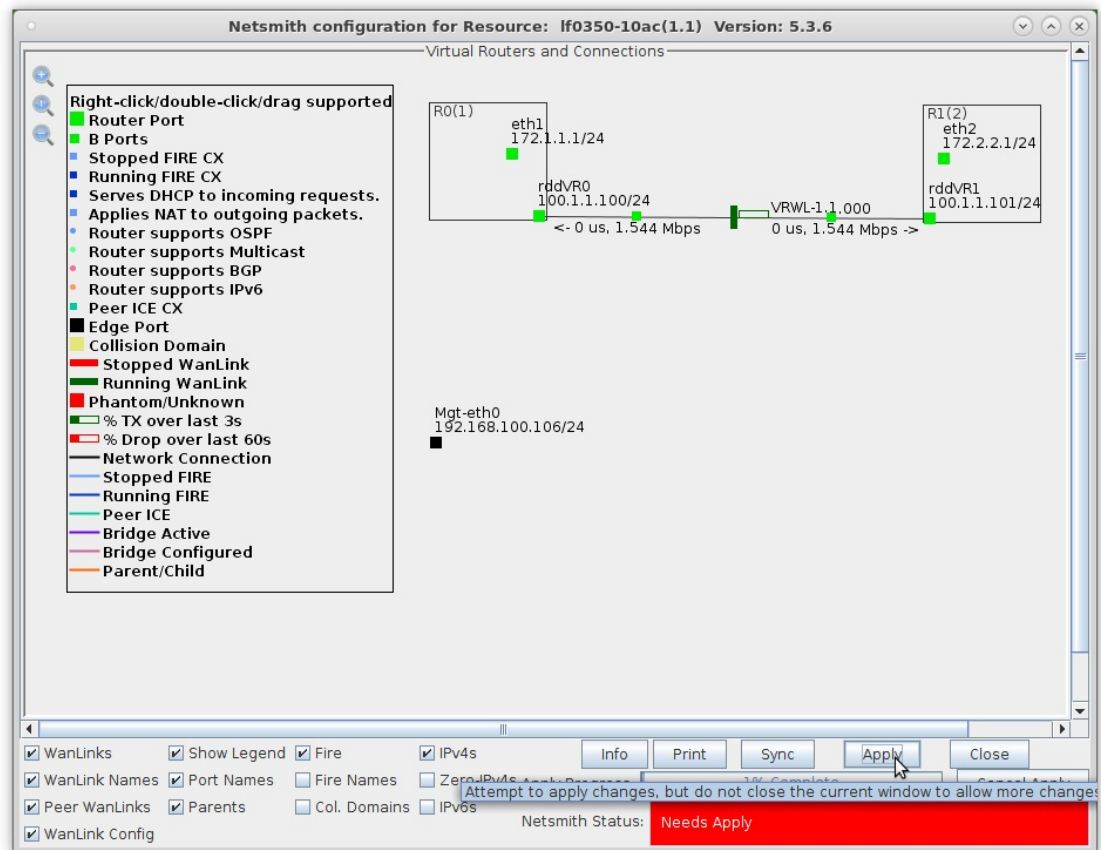 Netsmith configuration for Resource: lf0350-10ac(1.1) Version: 5.3.6
Virtual Routers and Connections
Right-click/double-click/drag supported
Router Port
B Ports
Stopped FIRE CX
Running FIRE CX
Serves DHCP to incoming requests.
Applies NAT to outgoing packets.
Router supports OSPF
Router supports Multicast
Router supports BGP
Router supports IPv6
Peer ICE CX
Edge Port
Collision Domain
Stopped WanLink
Running WanLink
Phantom/Unknown
% TX over last 3s
% Drop over last 60s
Network Connection
Stopped FIRE
Running FIRE
Peer ICE
Bridge Active
Bridge Configured
Parent/Child
R0(1)
eth1
172.1.1.1/24
rddVR0
100.1.1.100/24
<- 0 us, 1.544 Mbps
VRWL-1.1.000
0 us, 1.544 Mbps ->
R1(2)
eth2
172.2.2.1/24
rddVR1
100.1.1.101/24
Mgt-eth0
192.168.100.106/24
WanLinks Show Legend Fire IPv4s Info Print Sync Apply Close
WanLink Names Port Names Fire Names Zero-IPv4s Apply Progress 1% Complete Cancel Apply
Attempt to apply changes, but do not close the current window to allow more changes
Peer WanLinks Parents Col. Domains IPv6s
Netsmith Status: Needs Apply
WanLink Config